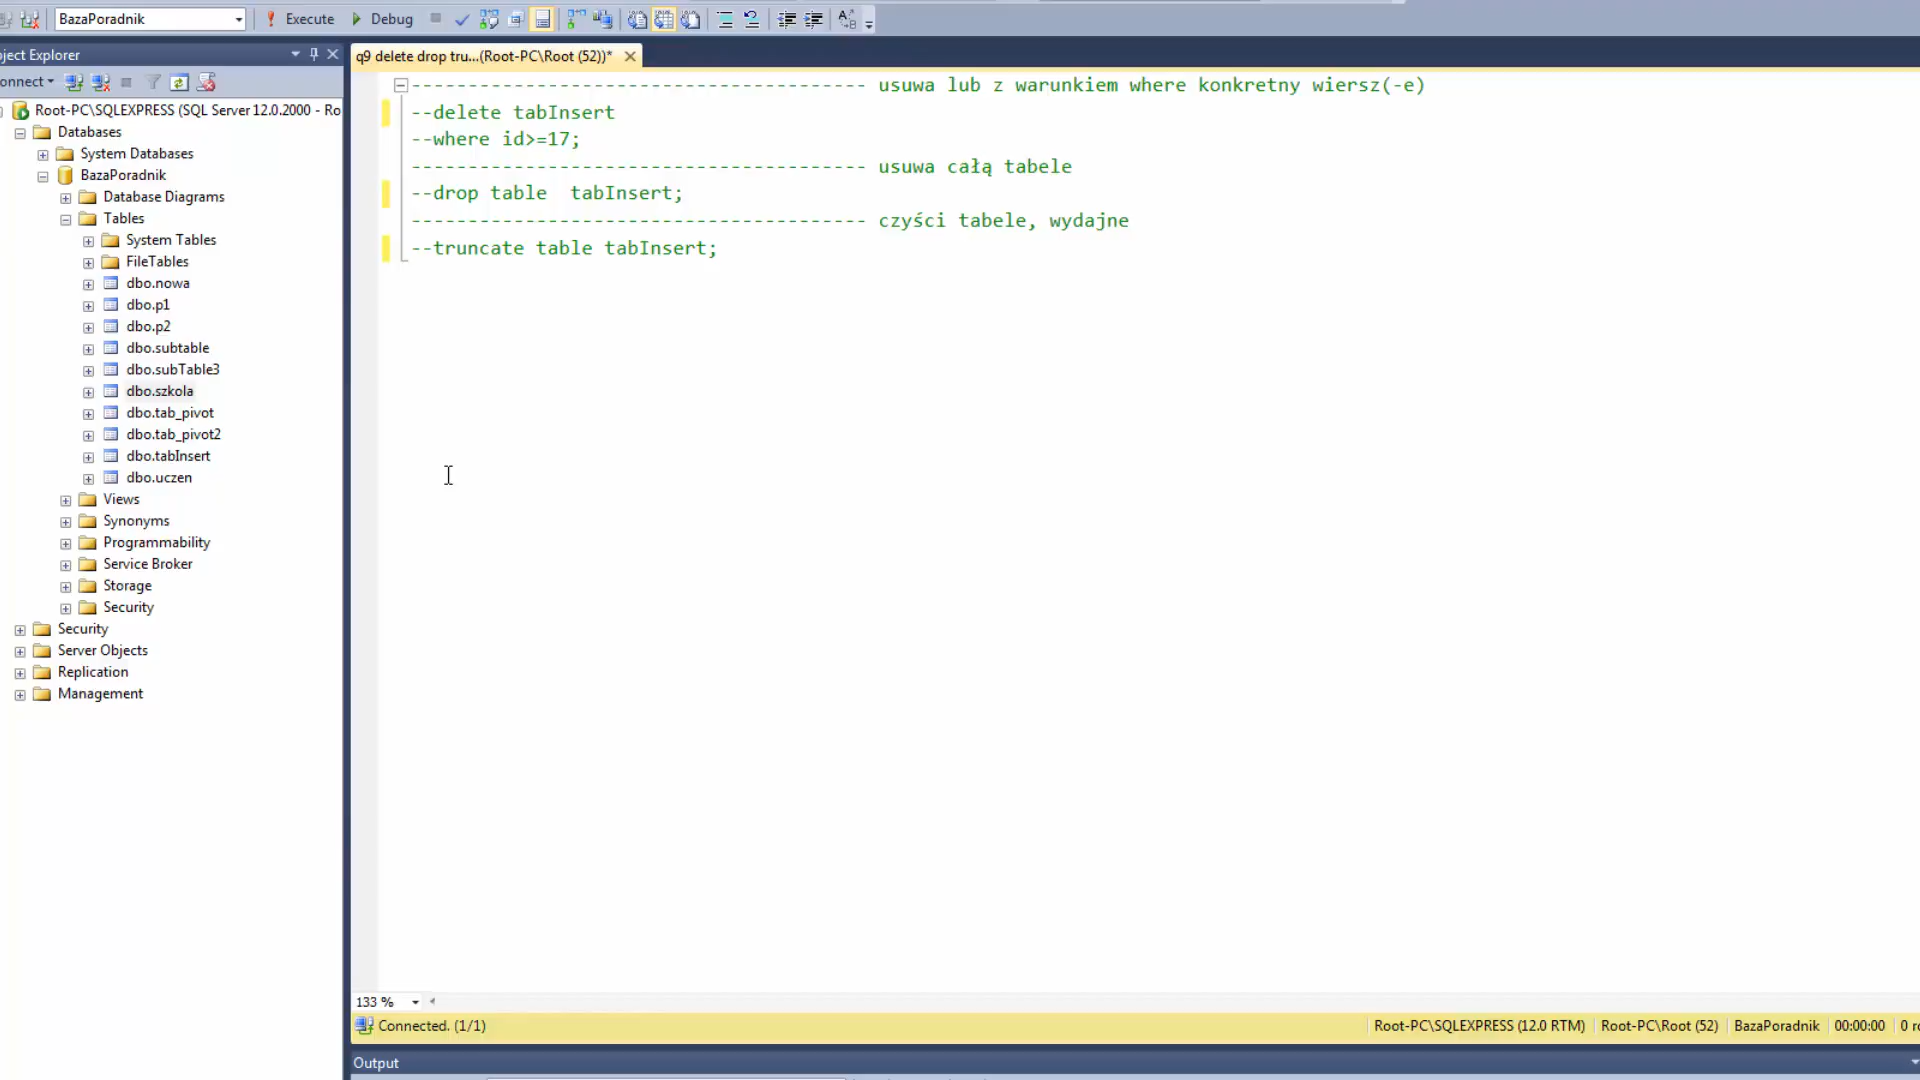 BazaPoradnik
Execute
Debug
ject Explorer
q9 delete drop tru...(Root-PC\Root (52))*
onnect
Root-PC\SQLEXPRESS (SQL Server 12.0.2000 - Ro
Databases
System Databases
BazaPoradnik
Database Diagrams
Tables
System Tables
FileTables
dbo.nowa
dbo.p1
dbo.p2
dbo.subtable
dbo.subTable3
dbo.szkola
dbo.tab_pivot
dbo.tab_pivot2
dbo.tabInsert
dbo.uczen
Views
Synonyms
Programmability
Service Broker
Storage
Security
Security
Server Objects
Replication
Management
---------------------------------------- usuwa lub z warunkiem where konkretny wiersz(-e)
--delete tabInsert
--where id>=17;
---------------------------------------- usuwa całą tabele
--drop table  tabInsert;
---------------------------------------- czyści tabele, wydajne
--truncate table tabInsert;
133 %
Connected. (1/1)
Root-PC\SQLEXPRESS (12.0 RTM)
Root-PC\Root (52)
BazaPoradnik
00:00:00
0 ro
Output